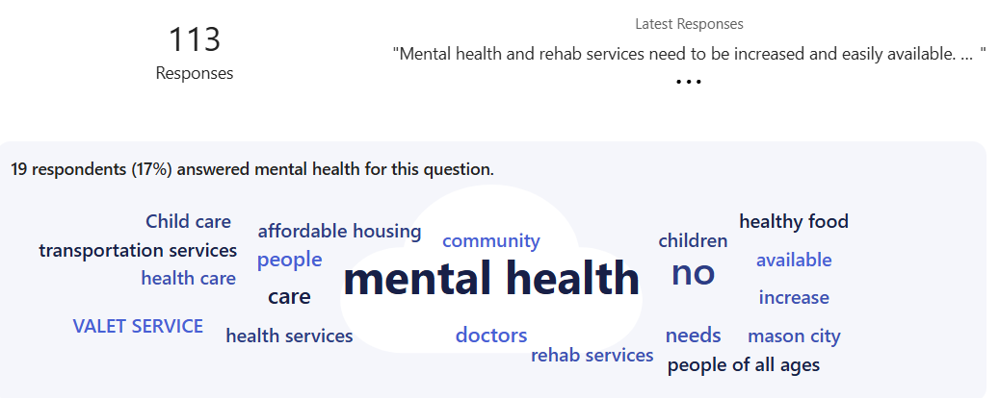 113
Responses
Latest Responses
"Mental health and rehab services need to be increased and easily available. ... "
...
19 respondents (17%) answered mental health for this question.
Child care
transportation services
health care
VALET SERVICE
affordable housing
people
care
health services
community
mental health
doctors
rehab services
children
no
needs
people of all ages
healthy food
available
increase
mason city